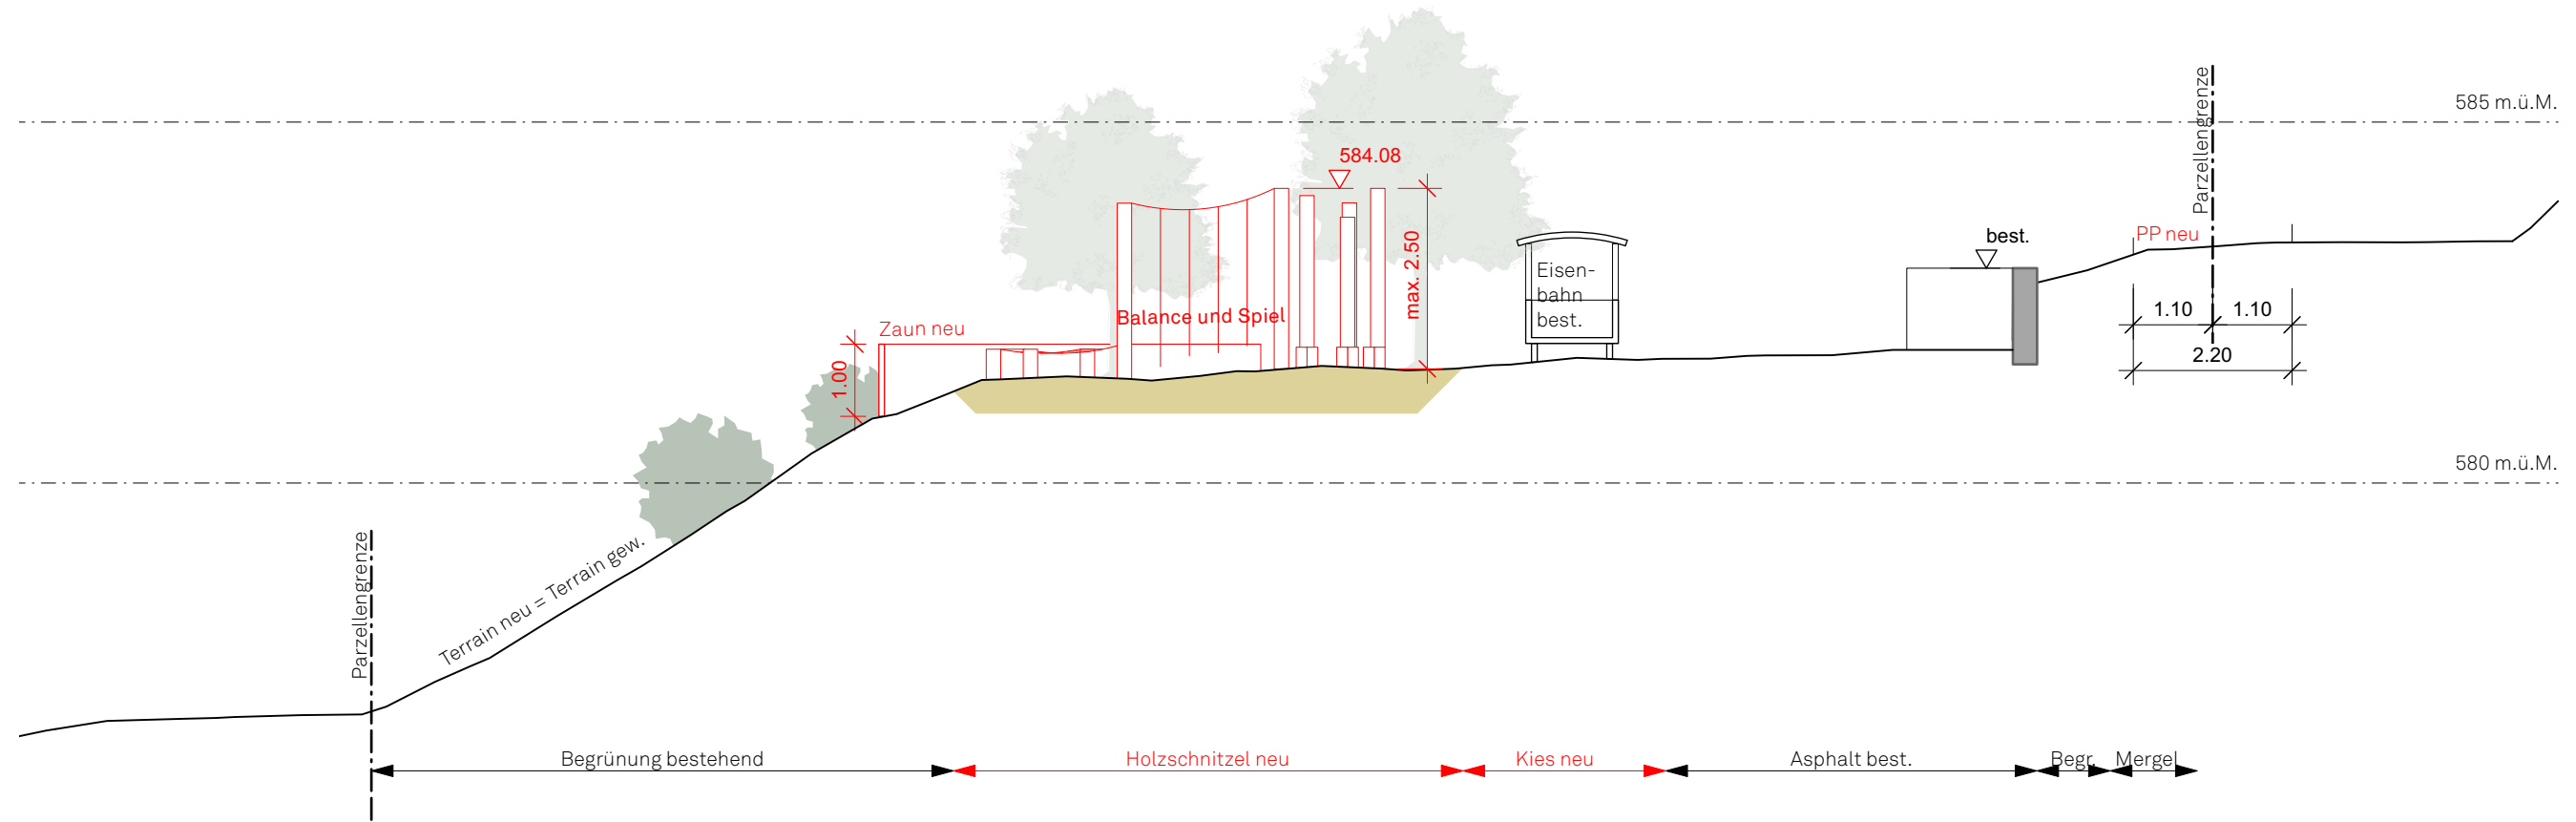 585 m.ü.M.
Parzellengrenze
584.08
PP neu
best.
max. 2.50
Eisen-
bahn
best.
Balance und Spiel
Zaun neu
1.00
1.10
1.10
2.20
580 m.ü.M.
Parzellengrenze
Terrain neu = Terrain gew.
Begrünung bestehend
Holzschnitzel neu
Kies neu
Asphalt best.
Begr.
Mergel